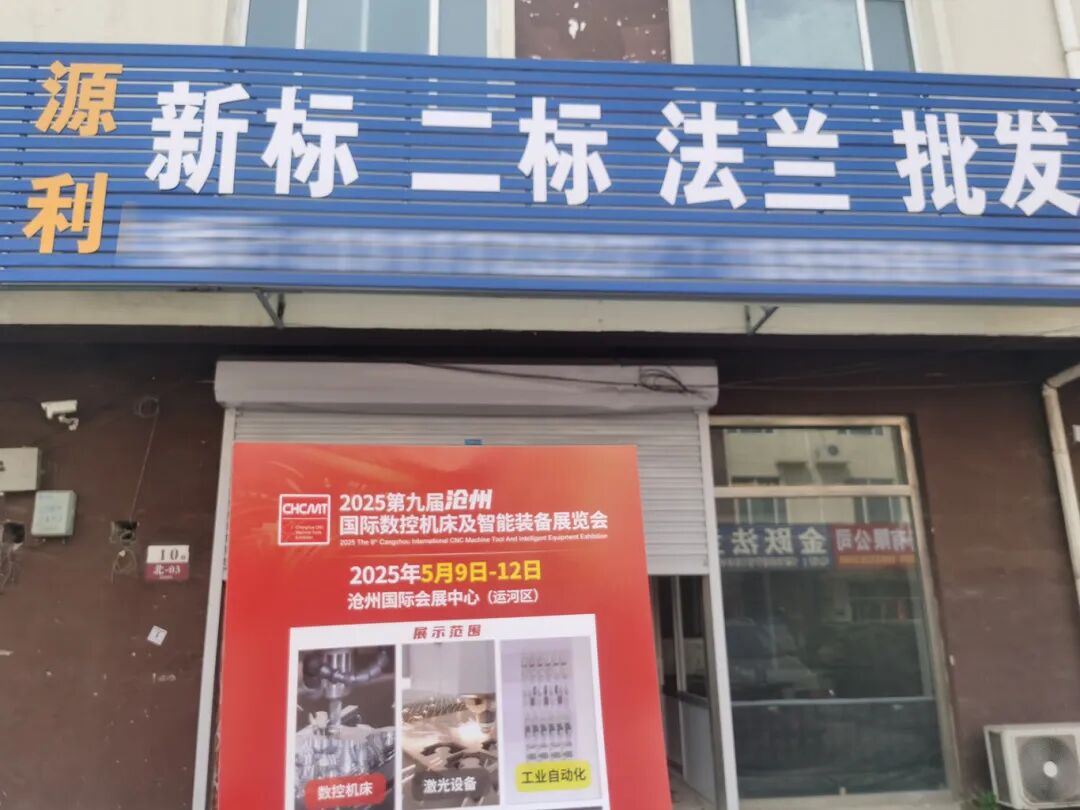 源利
新标 二标 法兰 批发
CHCMT
2025第九届沧州
国际数控机床及智能装备展览会
2025 The 9th Cangzhou International CNC Machine Tool And Intelligent Equipment Exhibition
2025年5月9日-12日
沧州国际会展中心（运河区）
展示范围
数控机床
激光设备
工业自动化
10
北-03
金跃法
有限公司